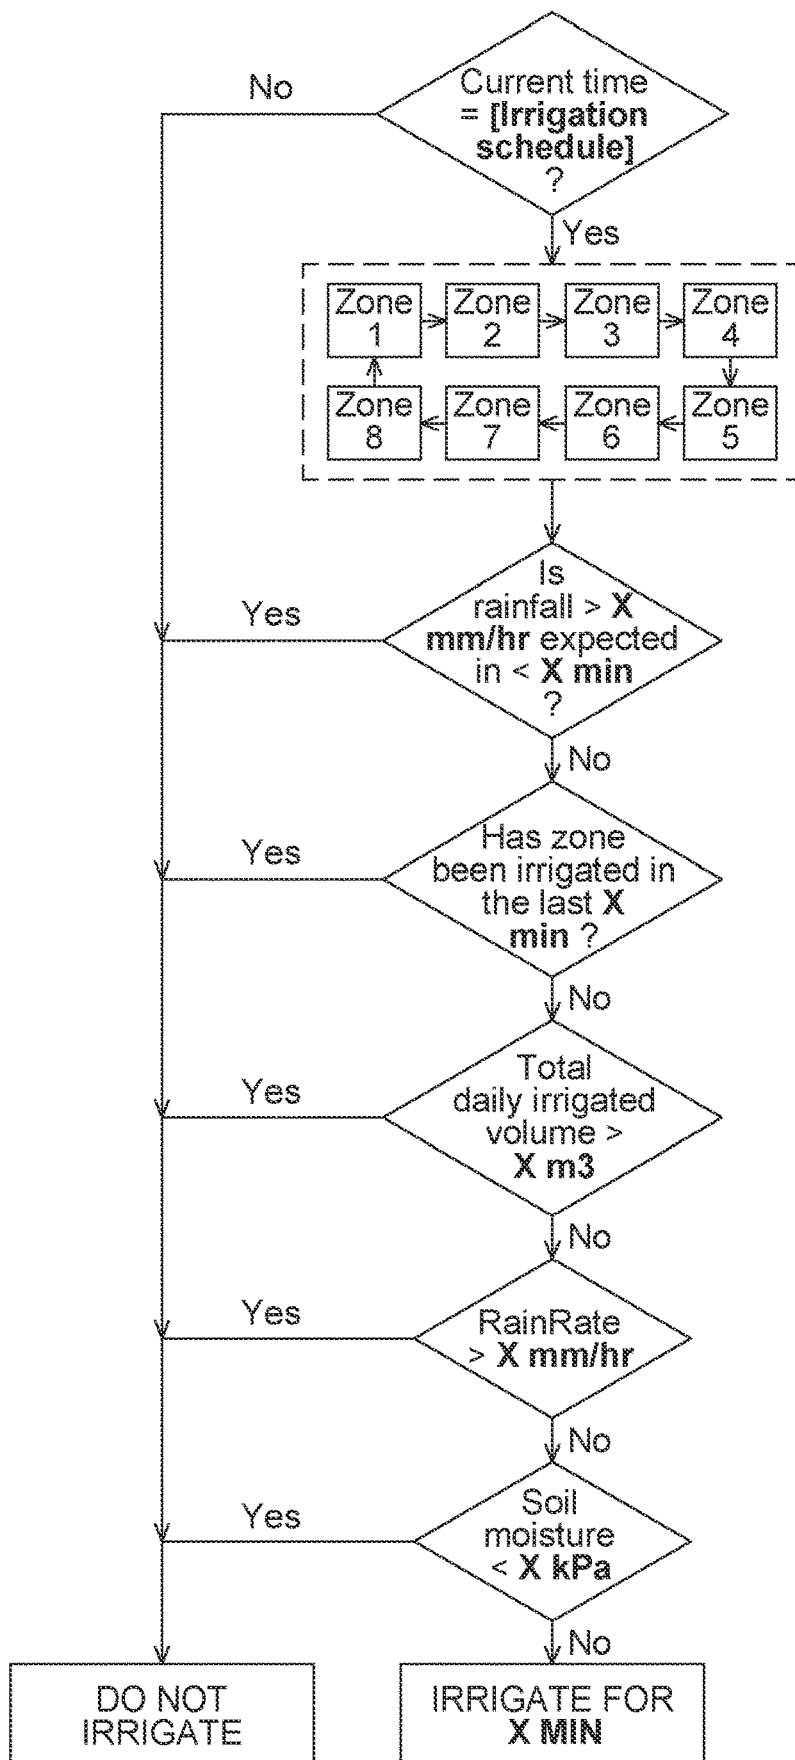 No
Current time
= [Irrigation
schedule]
?
Yes
Zone
1
Zone
2
Zone
3
Zone
4
Zone
8
Zone
7
Zone
6
Zone
5
Yes
Is
rainfall > X
mm/hr expected
in < X min
?
No
Yes
Has zone
been irrigated in
the last X
min ?
No
Yes
Total
daily irrigated
volume >
X m3
No
Yes
RainRate
> X mm/hr
No
Yes
Soil
moisture
< X kPa
No
DO NOT
IRRIGATE
IRRIGATE FOR
X MIN